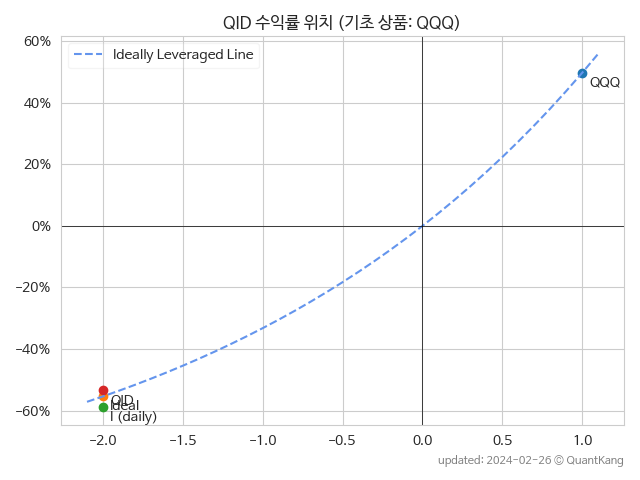 QID 수익률 위치 (기초 상품: QQQ)
60%
40%
20%
0%
−20%
−40%
−60%
Ideally Leveraged Line
QQQ
QID
Ideal
I (daily)
−2.0 −1.5 −1.0 −0.5 0.0 0.5 1.0
updated: 2024-02-26 © QuantKang